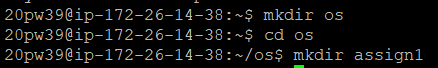 20pw39@ip-172-26-14-38:~$ mkdir os
20pw39@ip-172-26-14-38:~$ cd os
20pw39@ip-172-26-14-38:~/os$ mkdir assign1